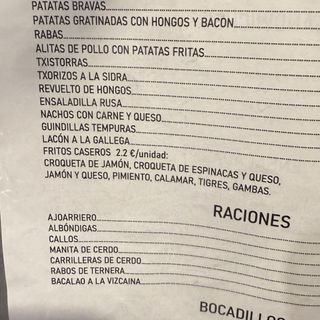 PATATAS BRAVAS
PATATAS GRATINADAS CON HONGOS Y BACON
RABAS
ALITAS DE POLLO CON PATATAS FRITAS
TXISTORRAS
TXORIZOS A LA SIDRA
REVUELTO DE HONGOS
ENSALADILLA RUSA
NACHOS CON CARNE Y QUESO
GUINDILLAS TEMPURAS
LACÓN A LA GALLEGA
FRITOS CASEROS 2.2 €/unidad:
CROQUETA DE JAMÓN, CROQUETA DE ESPINACAS Y QUESO,
JAMÓN Y QUESO, PIMIENTO, CALAMAR, TIGRES, GAMBAS.
RACIONES
AJOARRIERO
ALBÓNDIGAS
CALLOS
MANITA DE CERDO
CARRILLERAS DE CERDO
RABOS DE TERNERA
BACALAO A LA VIZCAINA